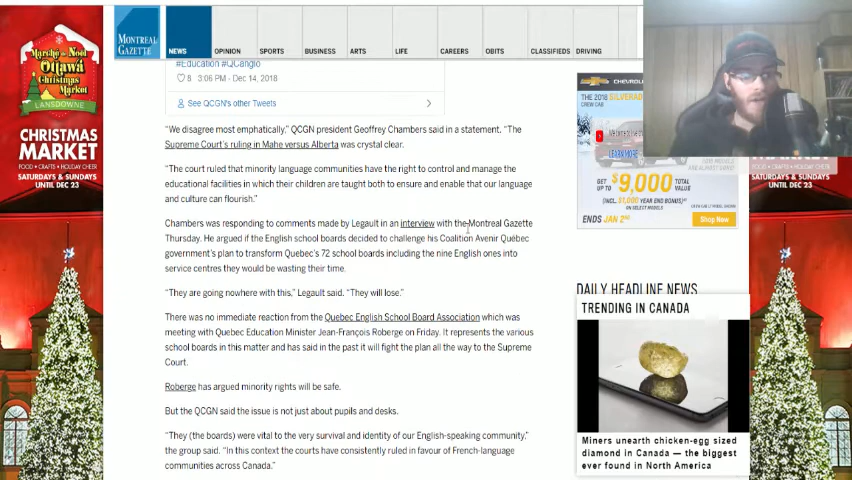 Marché de Noël
Ottawa
Christmas
Market
LANSDOWNE
CHRISTMAS
MARKET
FOOD • CRAFTS • HOLIDAY CHEER
SATURDAYS & SUNDAYS
UNTIL DEC 23
MONTREAL
GAZETTE
NEWS
OPINION
SPORTS
BUSINESS
ARTS
LIFE
CAREERS
OBITS
CLASSIFIEDS
DRIVING
#Education #QCanglo
8 3:06 PM - Dec 14, 2018
See QCGN's other Tweets
"We disagree most emphatically," QCGN president Geoffrey Chambers said in a statement. "The
Supreme Court's ruling in Mahe versus Alberta was crystal clear.
"The court ruled that minority language communities have the right to control and manage the
educational facilities in which their children are taught both to ensure and enable that our language
and culture can flourish."
Chambers was responding to comments made by Legault in an interview with the Montreal Gazette
Thursday. He argued if the English school boards decided to challenge his Coalition Avenir Québec
government's plan to transform Quebec's 72 school boards including the nine English ones into
service centres they would be wasting their time.
"They are going nowhere with this," Legault said. "They will lose."
There was no immediate reaction from the Quebec English School Board Association which was
meeting with Quebec Education Minister Jean-François Roberge on Friday. It represents the various
school boards in this matter and has said in the past it will fight the plan all the way to the Supreme
Court.
Roberge has argued minority rights will be safe.
But the QCGN said the issue is not just about pupils and desks.
"They (the boards) were vital to the very survival and identity of our English-speaking community,"
the group said. "In this context the courts have consistently ruled in favour of French-language
communities across Canada."
CHEVROLET
THE 2018 SILVERADO
CREW CAB
LEARN MORE
GET
UP TO
$9,000
TOTAL
VALUE
ENDS JAN 2
Shop Now
MARKET
FOOD • CRAFTS • HOLIDAY CHEER
SATURDAYS & SUNDAYS
UNTIL DEC 23
DAILY HEADLINE NEWS
TRENDING IN CANADA
Miners unearth chicken-egg sized
diamond in Canada — the biggest
ever found in North America